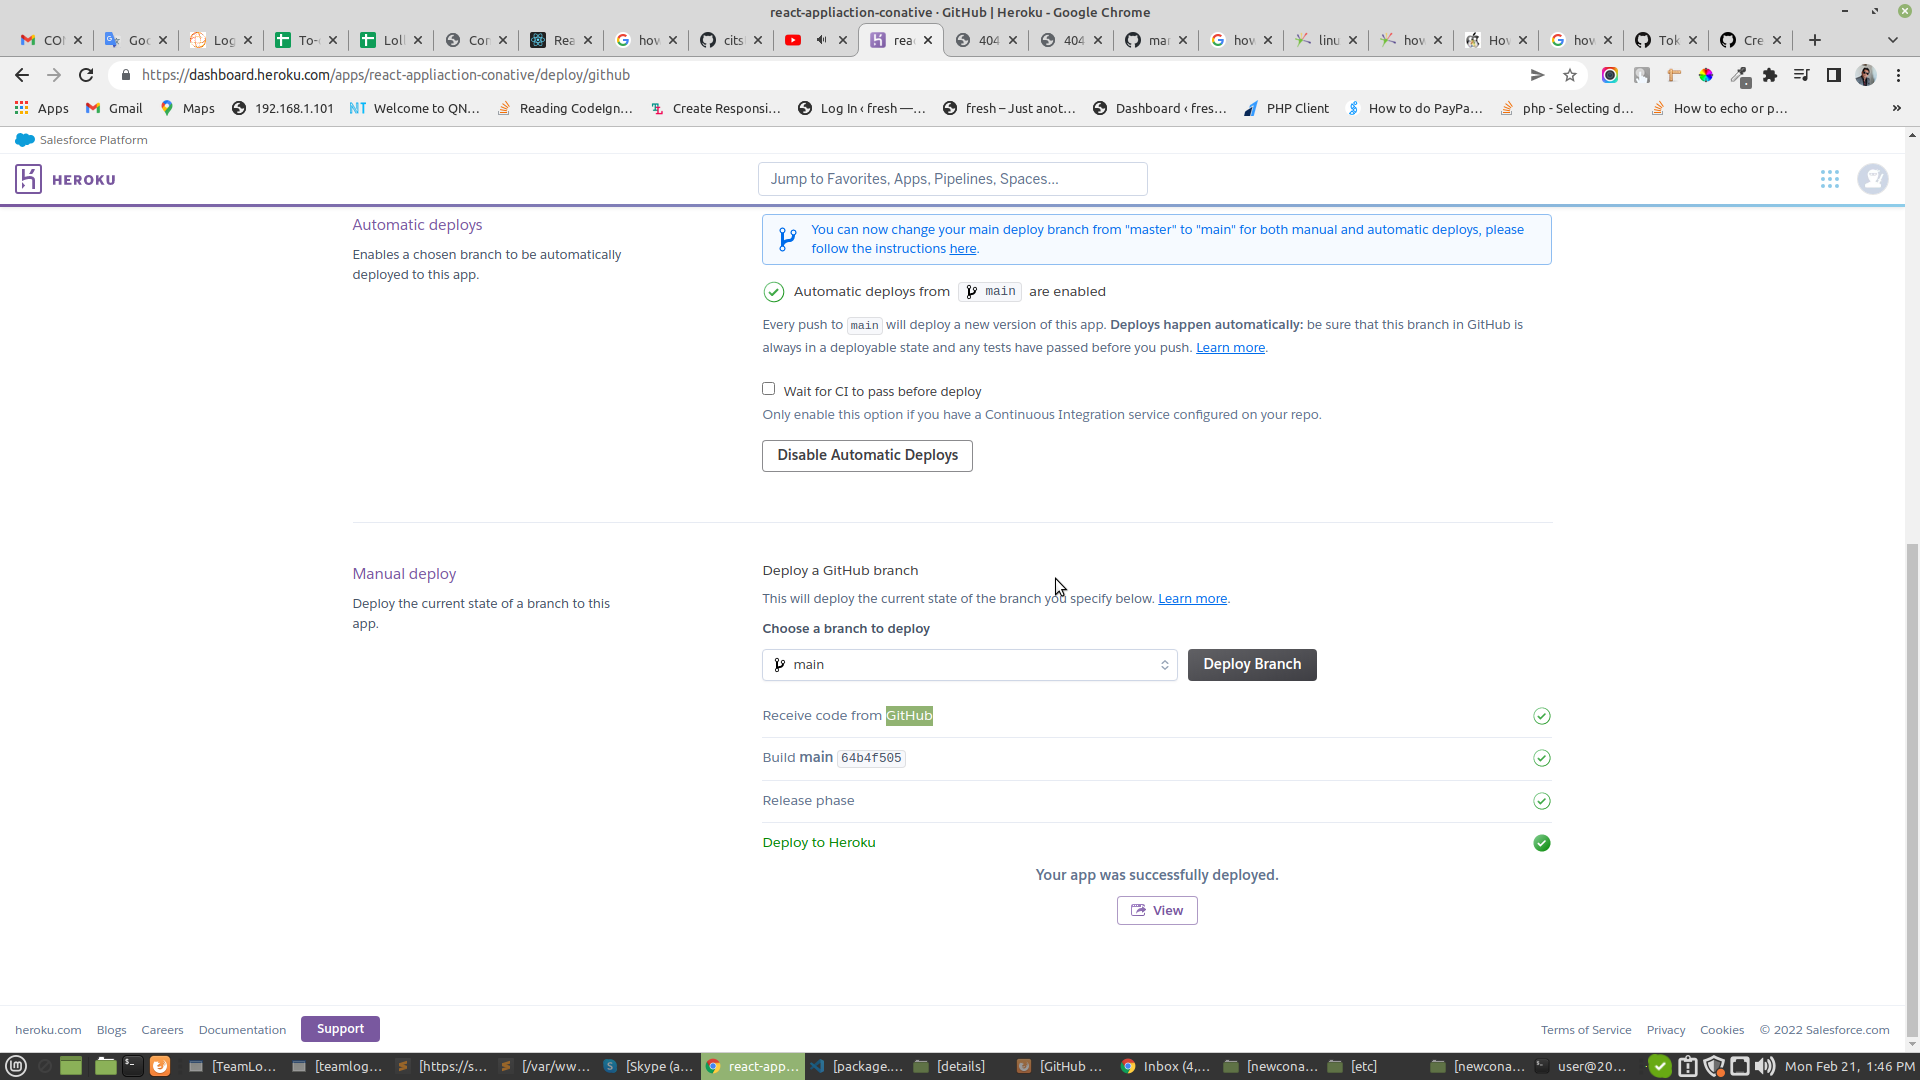 react-appliaction-conative · GitHub | Heroku - Google Chrome
COI
Goo
Log
To-
Loll
Cor
Rea
how
cits
reac
404
404
mar
how
linu
how
Hov
how
Tok
Cre
https://dashboard.heroku.com/apps/react-appliaction-conative/deploy/github
Apps
Gmail
Maps
192.168.1.101
Welcome to QN...
Reading CodeIgn...
Create Responsi...
Log In ‹ fresh —...
fresh – Just anot...
Dashboard ‹ fres...
PHP Client
How to do PayPa...
php - Selecting d...
How to echo or p...
»
Salesforce Platform
HEROKU
Jump to Favorites, Apps, Pipelines, Spaces...
Automatic deploys
Enables a chosen branch to be automatically
deployed to this app.
You can now change your main deploy branch from "master" to "main" for both manual and automatic deploys, please
follow the instructions here.
Automatic deploys from main are enabled
Every push to main will deploy a new version of this app. Deploys happen automatically: be sure that this branch in GitHub is
always in a deployable state and any tests have passed before you push. Learn more.
Wait for CI to pass before deploy
Only enable this option if you have a Continuous Integration service configured on your repo.
Disable Automatic Deploys
Manual deploy
Deploy the current state of a branch to this
app.
Deploy a GitHub branch
This will deploy the current state of the branch you specify below. Learn more.
Choose a branch to deploy
main
Deploy Branch
Receive code from GitHub
Build main 64b4f505
Release phase
Deploy to Heroku
Your app was successfully deployed.
View
heroku.com
Blogs
Careers
Documentation
Support
Terms of Service
Privacy
Cookies
© 2022 Salesforce.com
[TeamLo...
[teamlog...
[https://s...
[/var/ww...
[Skype (a...
react-app...
[package....
[details]
[GitHub ...
Inbox (4,...
[newcona...
[etc]
[newcona...
user@20...
Mon Feb 21, 1:46 PM